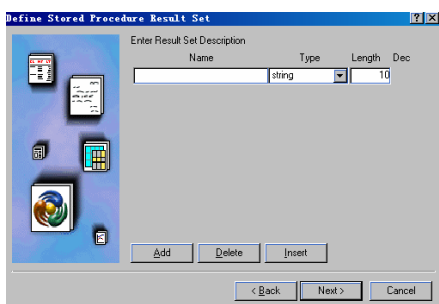 Define Stored Procedure Result Set
Enter Result Set Description
Name Type Length Dec
string 10
Add Delete Insert
< Back Next > Cancel